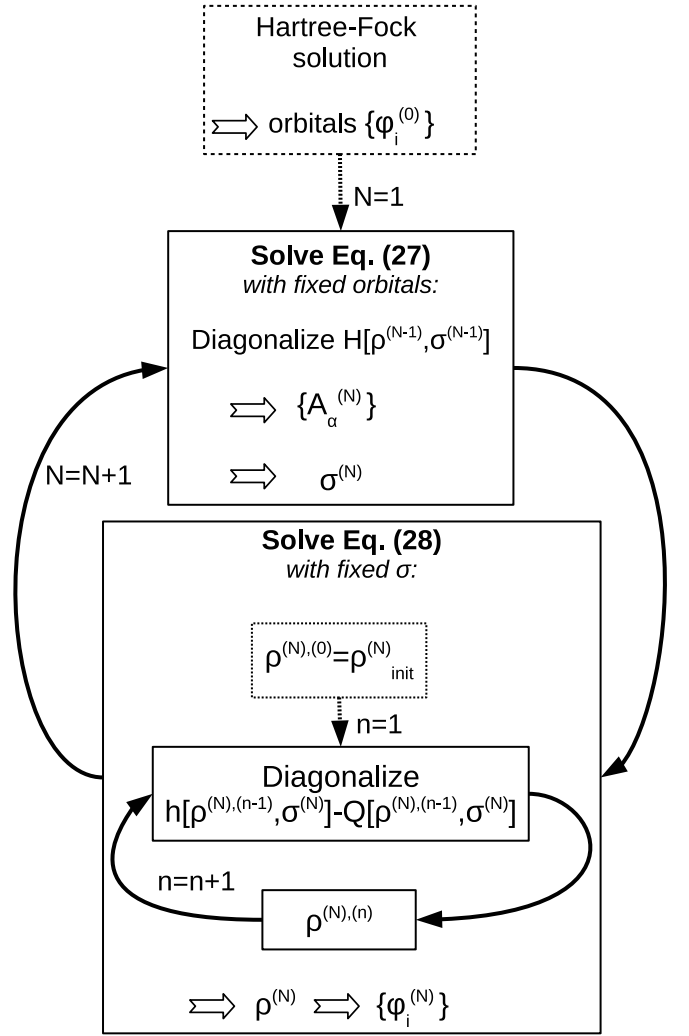 Hartree-Fock
solution
orbitals {φ_i^(0)}
N=1
Solve Eq. (27)
with fixed orbitals:
Diagonalize H[ρ^(N-1),σ^(N-1)]
{A_α^(N)}
σ^(N)
N=N+1
Solve Eq. (28)
with fixed σ:
ρ^(N),(0)=ρ^(N)_init
n=1
Diagonalize
h[ρ^(N),(n-1),σ^(N)]-Q[ρ^(N),(n-1),σ^(N)]
n=n+1
ρ^(N),(n)
ρ^(N) {φ_i^(N)}